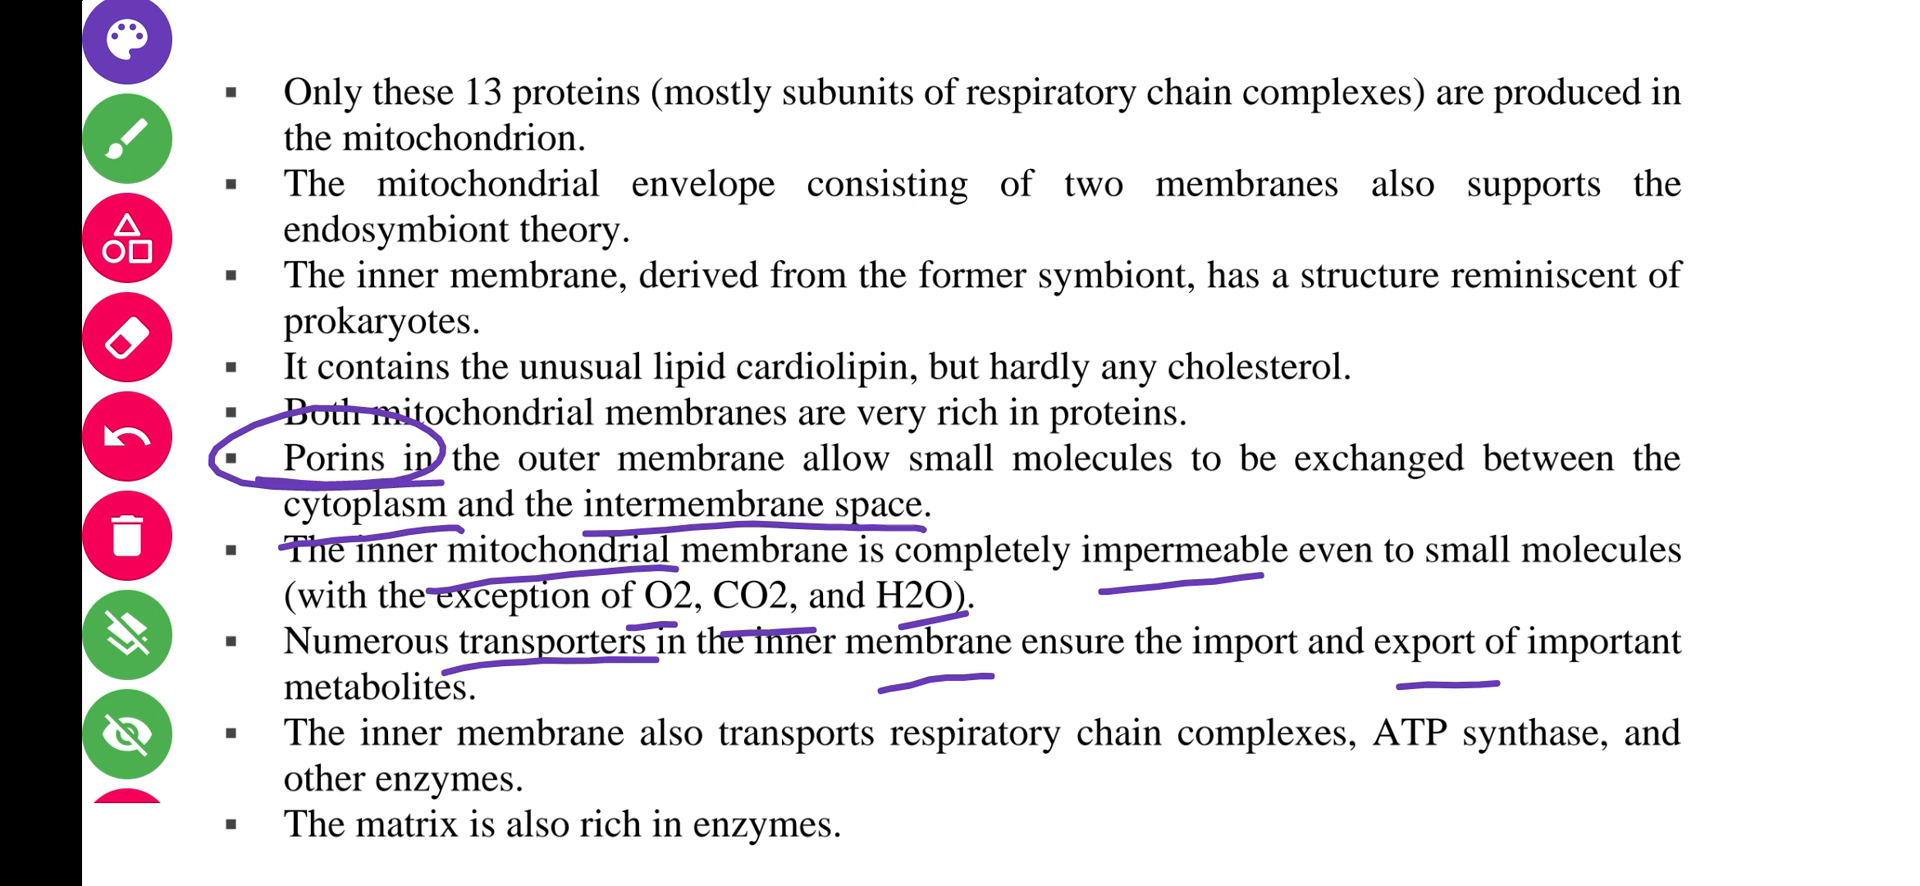 ▪ Only these 13 proteins (mostly subunits of respiratory chain complexes) are produced in
the mitochondrion.
▪ The mitochondrial envelope consisting of two membranes also supports the
endosymbiont theory.
▪ The inner membrane, derived from the former symbiont, has a structure reminiscent of
prokaryotes.
▪ It contains the unusual lipid cardiolipin, but hardly any cholesterol.
▪ Both mitochondrial membranes are very rich in proteins.
▪ Porins in the outer membrane allow small molecules to be exchanged between the
cytoplasm and the intermembrane space.
▪ The inner mitochondrial membrane is completely impermeable even to small molecules
(with the exception of O2, CO2, and H2O).
▪ Numerous transporters in the inner membrane ensure the import and export of important
metabolites.
▪ The inner membrane also transports respiratory chain complexes, ATP synthase, and
other enzymes.
▪ The matrix is also rich in enzymes.